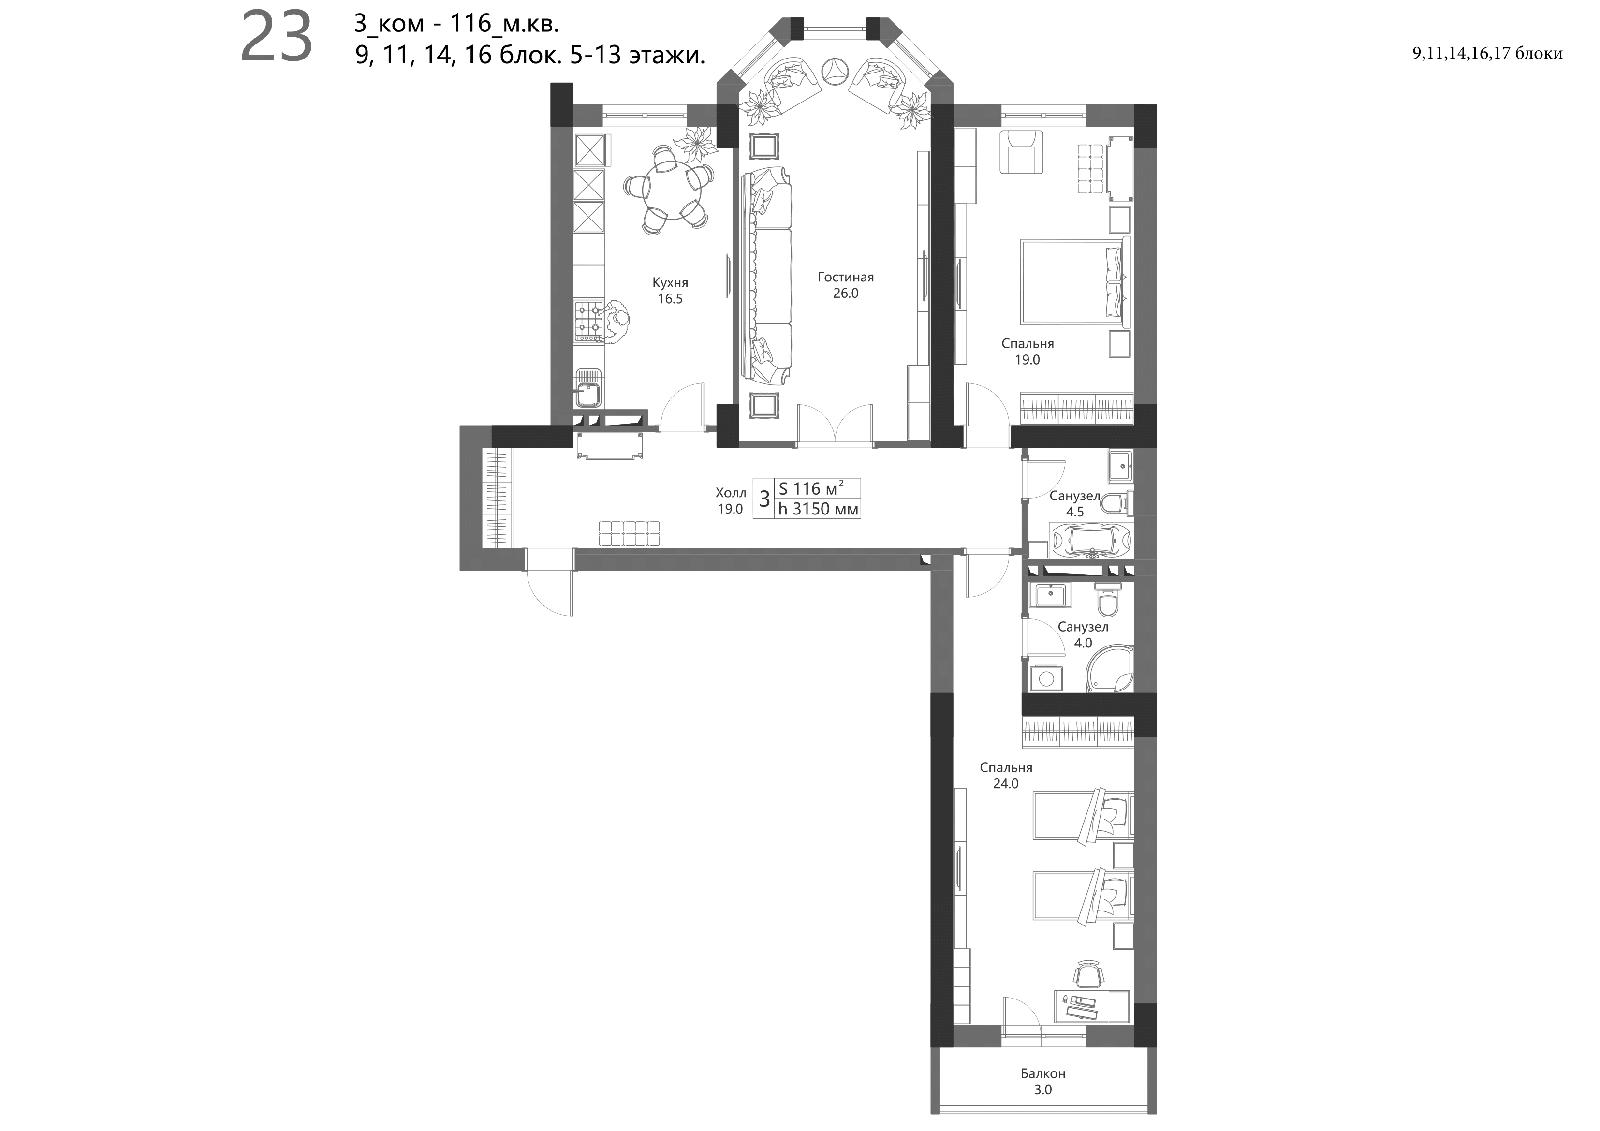 23
3_ком - 116_м.кв.
9, 11, 14, 16 блок. 5-13 этажи.
9,11,14,16,17 блоки
Кухня
16.5
Гостиная
26.0
Спальня
19.0
Холл
19.0
3
S 116 м²
h 3150 мм
Санузел
4.5
Санузел
4.0
Спальня
24.0
Балкон
3.0